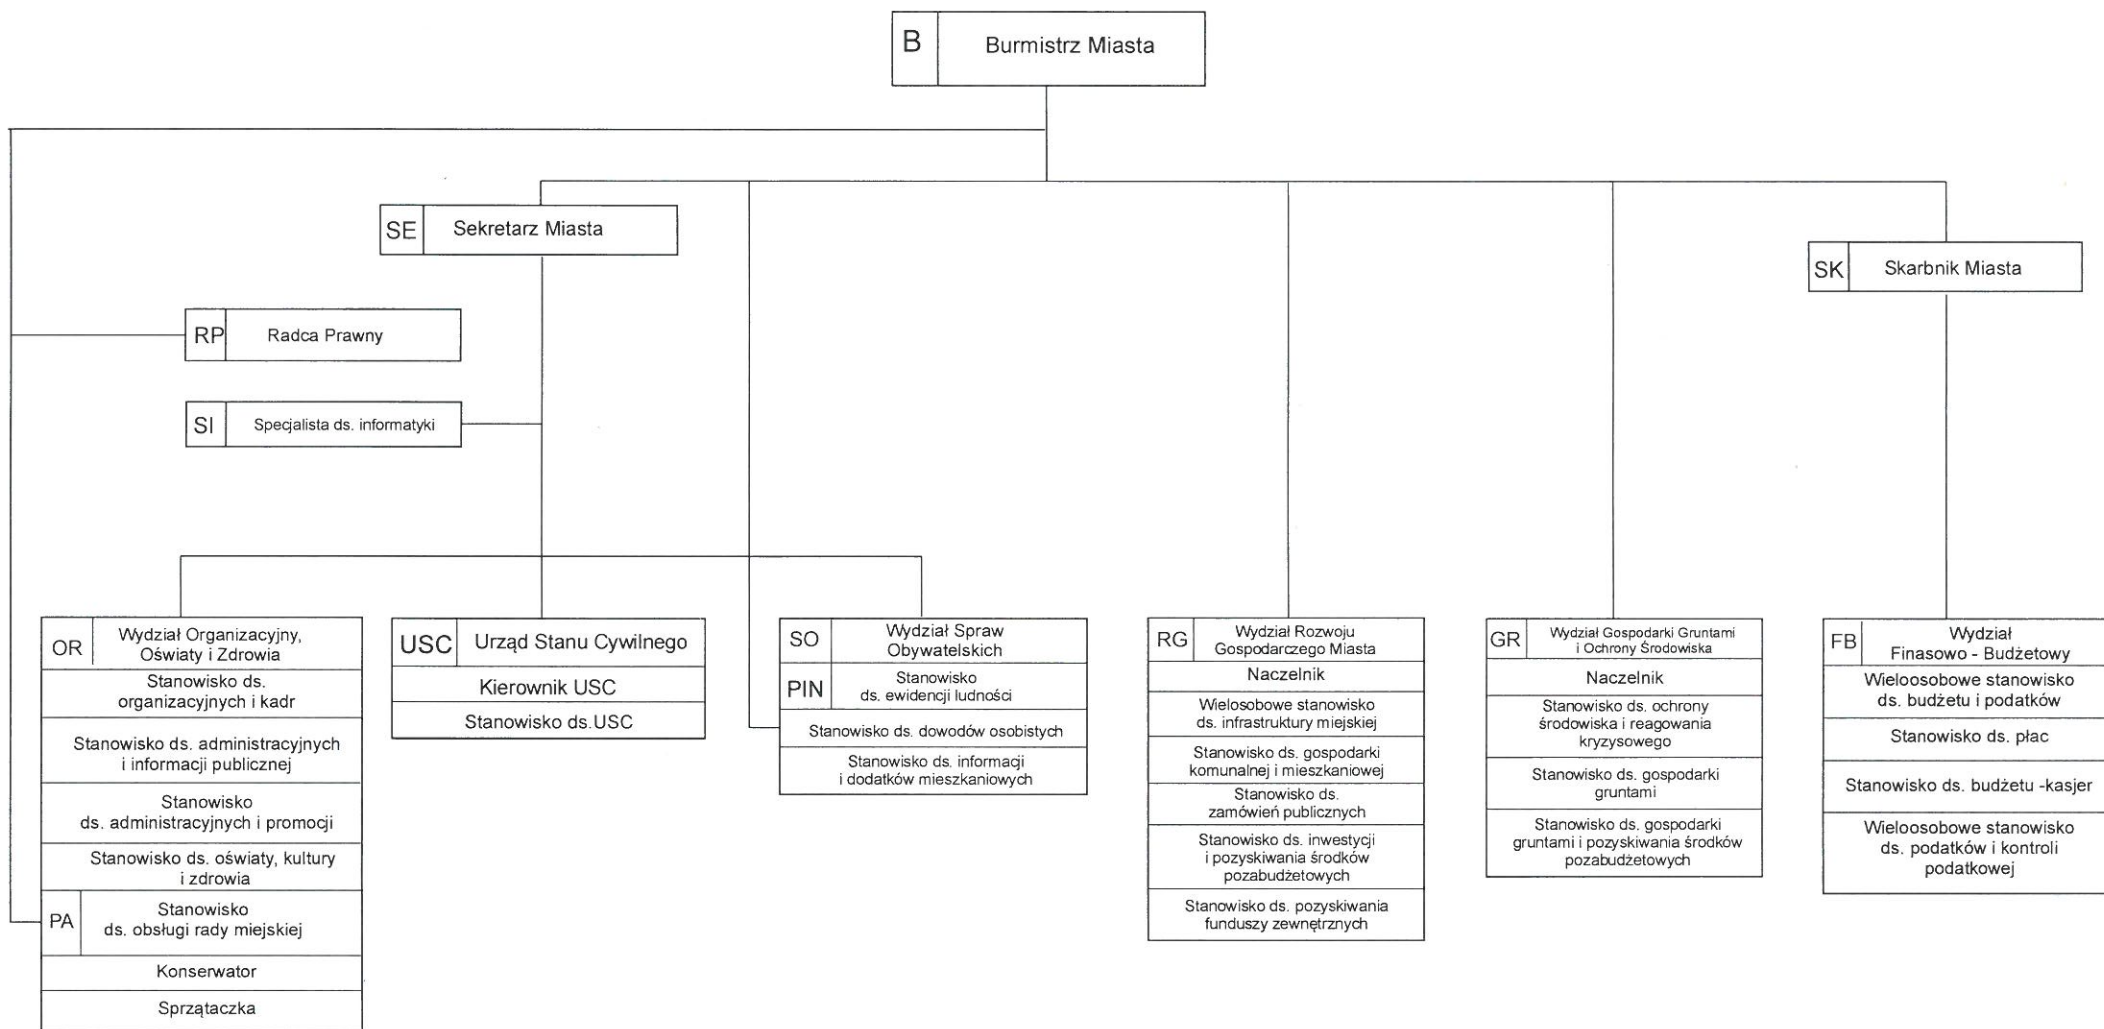 B
Burmistrz Miasta
SE
Sekretarz Miasta
SK
Skarbnik Miasta
RP
Radca Prawny
SI
Specjalista ds. informatyki
OR
Wydział Organizacyjny,
Oświaty i Zdrowia
Stanowisko ds.
organizacyjnych i kadr
Stanowisko ds. administracyjnych
i informacji publicznej
Stanowisko
ds. administracyjnych i promocji
Stanowisko ds. oświaty, kultury
i zdrowia
PA
Stanowisko
ds. obsługi rady miejskiej
Konserwator
Sprzątaczka
USC
Urząd Stanu Cywilnego
Kierownik USC
Stanowisko ds.USC
SO
Wydział Spraw
Obywatelskich
PIN
Stanowisko
ds. ewidencji ludności
Stanowisko ds. dowodów osobistych
Stanowisko ds. informacji
i dodatków mieszkaniowych
RG
Wydział Rozwoju
Gospodarczego Miasta
Naczelnik
Wielosobowe stanowisko
ds. infrastruktury miejskiej
Stanowisko ds. gospodarki
komunalnej i mieszkaniowej
Stanowisko ds.
zamówień publicznych
Stanowisko ds. inwestycji
i pozyskiwania środków
pozabudżetowych
Stanowisko ds. pozyskiwania
funduszy zewnętrznych
GR
Wydział Gospodarki Gruntami
i Ochrony Środowiska
Naczelnik
Stanowisko ds. ochrony
środowiska i reagowania
kryzysowego
Stanowisko ds. gospodarki
gruntami
Stanowisko ds. gospodarki
gruntami i pozyskiwania środków
pozabudżetowych
FB
Wydział
Finasowo - Budżetowy
Wieloosobowe stanowisko
ds. budżetu i podatków
Stanowisko ds. płac
Stanowisko ds. budżetu -kasjer
Wieloosobowe stanowisko
ds. podatków i kontroli
podatkowej